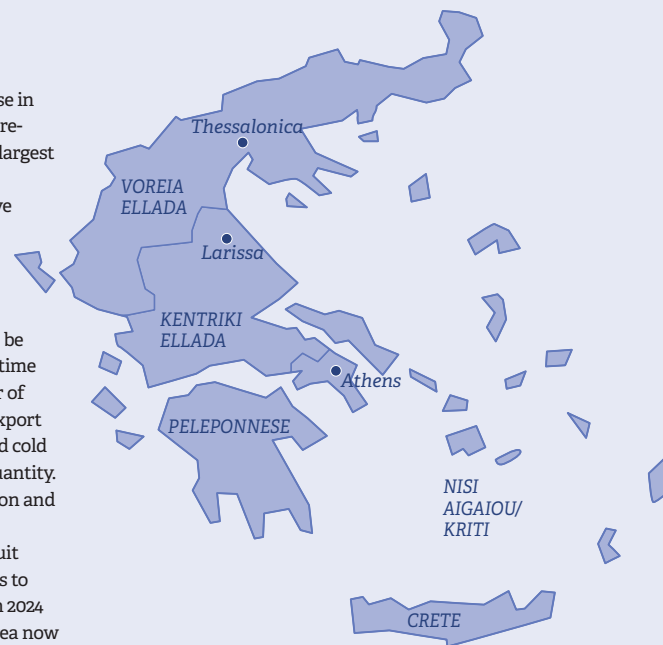 se in
re-
largest
ve
be
time
r of
xport
d cold
uantity.
on and
uit
s to
n 2024
ea now
Thessalonica
VOREIA
ELLADA
Larissa
KENTRIKI
ELLADA
Athens
PELEPONNESE
NISI
AIGAIOU/
KRITI
CRETE